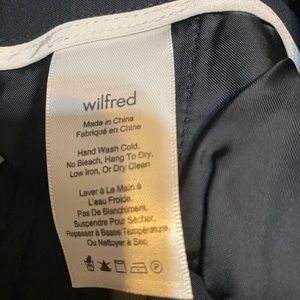 wilfred
Made in China
Fabriqué en Chine
Hand Wash Cold,
No Bleach, Hang To Dry,
Low Iron, Or Dry Clean
Laver à La Main à
L'eau Froide,
Pas De Blanchiment,
Suspendre Pour Sécher,
Repasser à Basse Température,
Ou Nettoyer à Sec